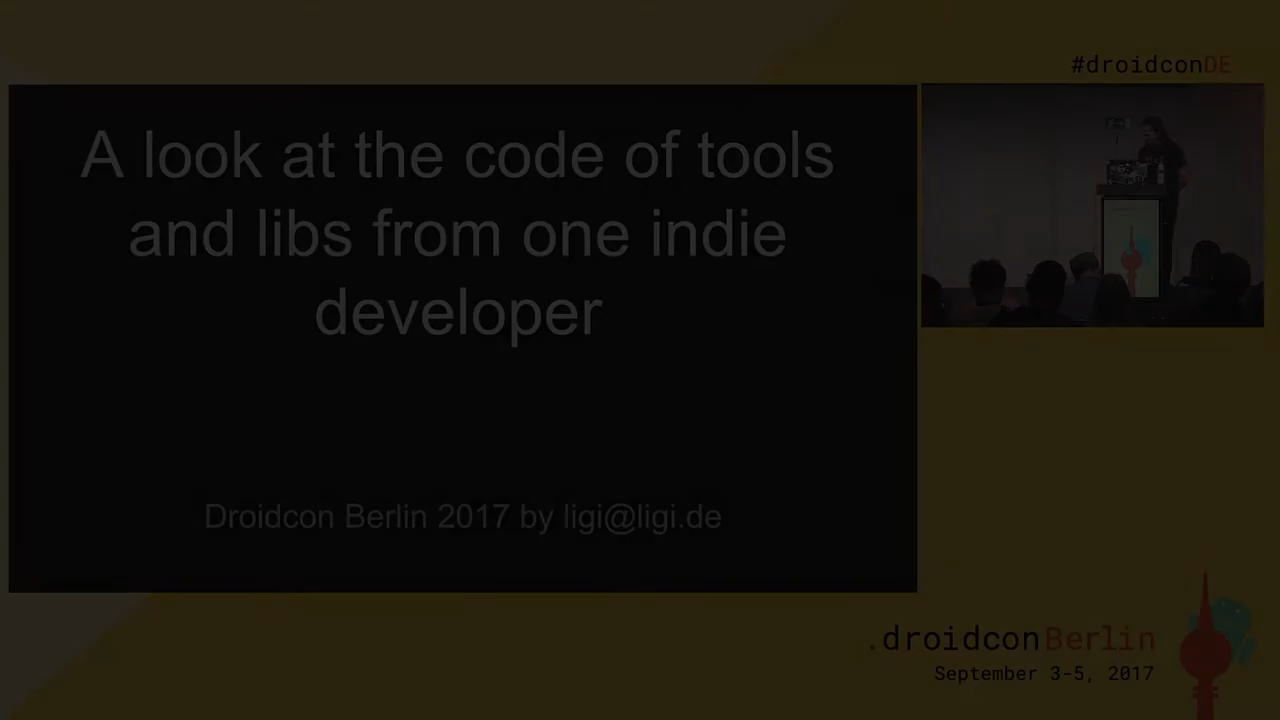 #droidconDE
A look at the code of tools
and libs from one indie
developer
Droidcon Berlin 2017 by ligi@ligi.de
.droidconBerlin
September 3-5, 2017